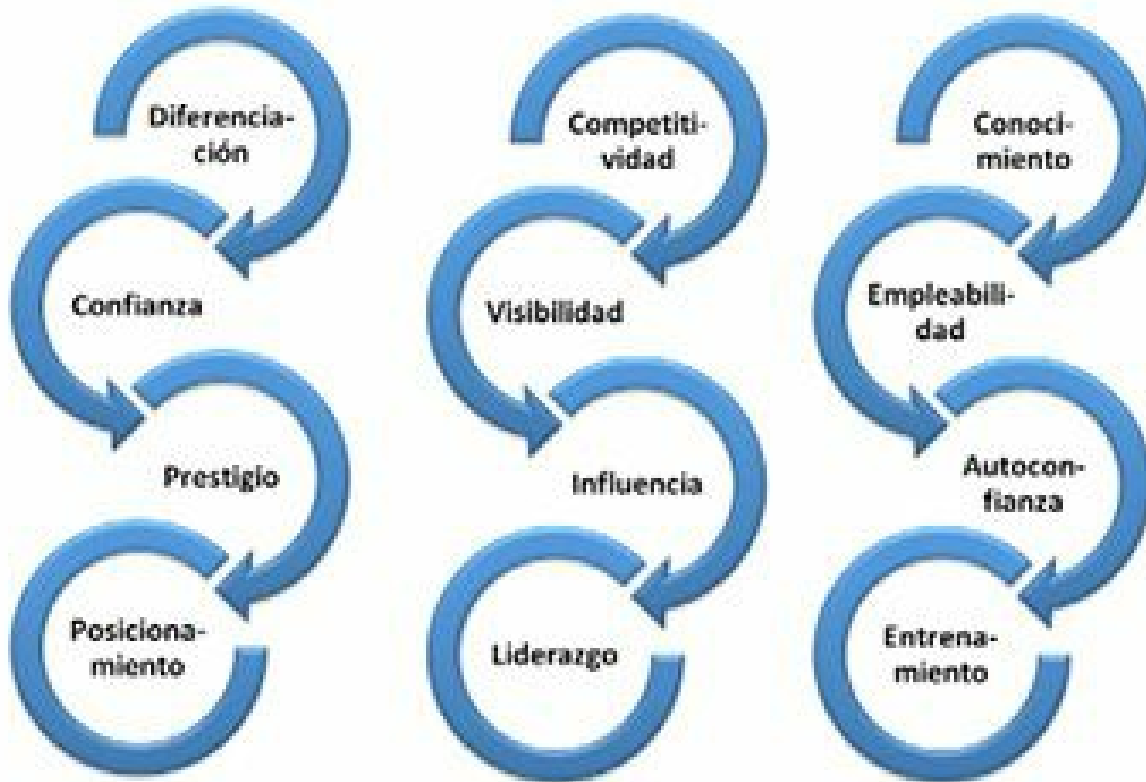 Diferencia-
ción
Confianza
Prestigio
Posiciona-
miento
Competiti-
vidad
Visibilidad
Influencia
Liderazgo
Conoci-
miento
Empleabili-
dad
Autocon-
fianza
Entrena-
miento